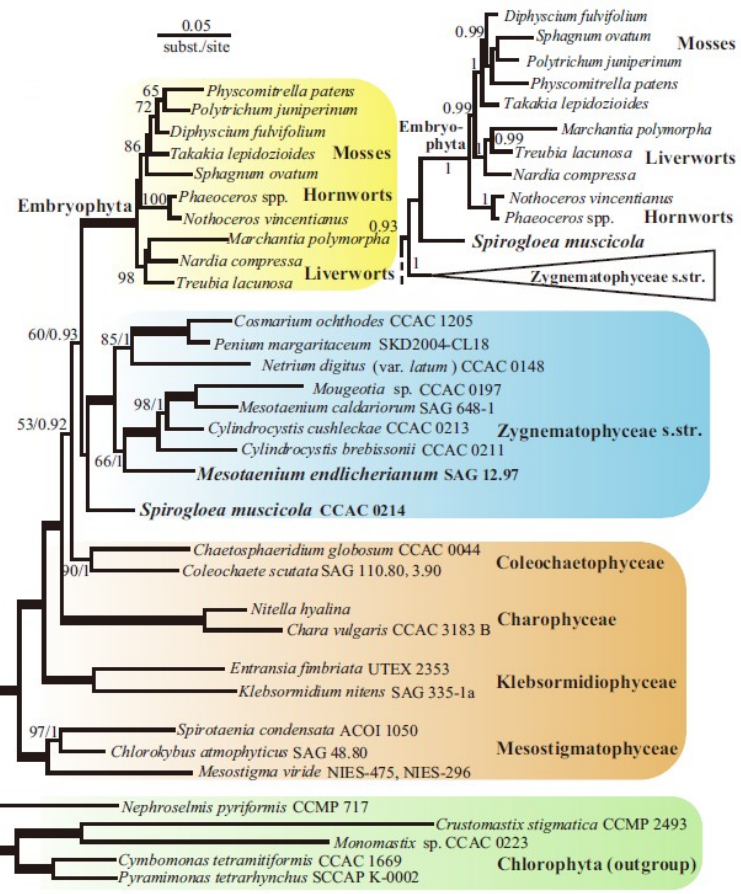 0.05
subst./site
65
72
86
100
98
Physcomitrella patens
Polytrichum juniperinum
Diphyscium fulvifolium
Takakia lepidozioides
Mosses
Sphagnum ovatum
Phaeoceros spp.
Hornworts
Nothoceros vincentianus
Embryophyta
Marchantia polymorpha
Nardia compressa
Liverworts
Treubia lacunosa
Diphyscium fulvifolium
0.99
Sphagnum ovatum
Mosses
Polytrichum juniperinum
1
Physcomitrella patens
0.99
Takakia lepidozioides
Embryo-
phyta
Marchantia polymorpha
0.99
1
Treubia lacunosa
Liverworts
1
Nardia compressa
1
Nothoceros vincentianus
Phaeoceros spp.
Hornworts
0.93
Spirogloea muscicola
1
Zygnematophyceae s.str.
60/0.93
85/1
Cosmarium ochthodes CCAC 1205
Penium margaritaceum SKD2004-CL18
Netrium digitus (var. latum ) CCAC 0148
Mougeotia sp. CCAC 0197
98/1
Mesotaenium caldariorum SAG 648-1
53/0.92
Cylindrocystis cushleckae CCAC 0213
Zygnematophyceae s.str.
Cylindrocystis brebissonii CCAC 0211
66/1
Mesotaenium endlicherianum SAG 12.97
Spirogloea muscicola CCAC 0214
Chaetosphaeridium globosum CCAC 0044
90/1
Coleochaete scutata SAG 110.80, 3.90
Coleochaetophyceae
Nitella hyalina
Chara vulgaris CCAC 3183 B
Charophyceae
Entransia fimbriata UTEX 2353
Klebsormidium nitens SAG 335-1a
Klebsormidiophyceae
97/1
Spirotaenia condensata ACOI 1050
Chlorokybus atmophyticus SAG 48.80
Mesostigmatophyceae
Mesostigma viride NIES-475, NIES-296
Nephroselmis pyriformis CCMP 717
Crustomastix stigmatica CCMP 2493
Monomastix sp. CCAC 0223
Cymbomonas tetramitiformis CCAC 1669
Chlorophyta (outgroup)
Pyramimonas tetrarhynchus SCCAP K-0002